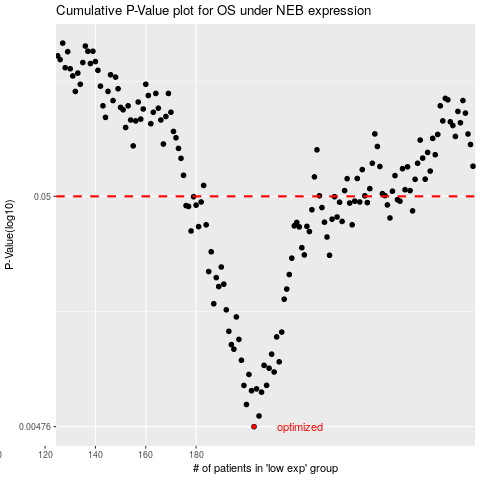 Cumulative P-Value plot for OS under NEB expression
P-Value(log10)
0.05
0.00476
optimized
0 120 140 160 180
# of patients in 'low exp' group